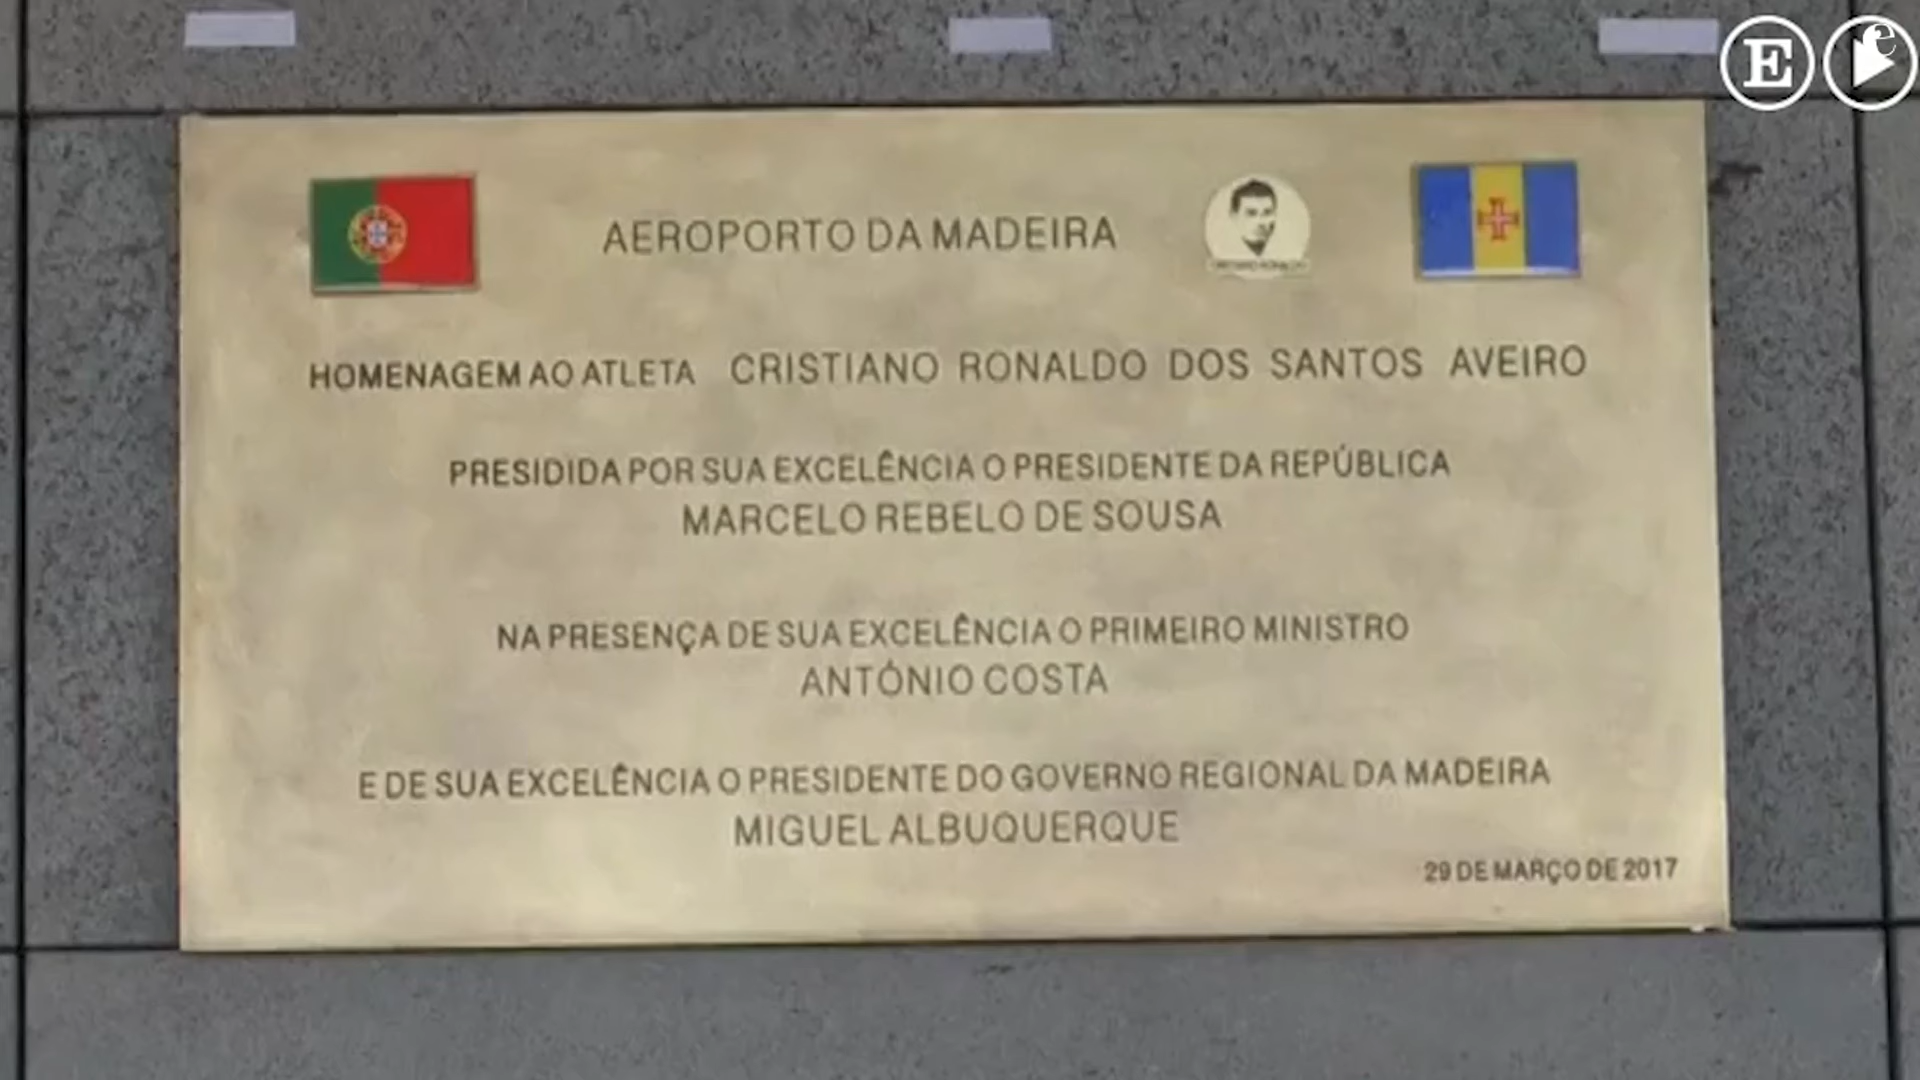 E
e
AEROPORTO DA MADEIRA
HOMENAGEM AO ATLETA CRISTIANO RONALDO DOS SANTOS AVEIRO
PRESIDIDA POR SUA EXCELÊNCIA O PRESIDENTE DA REPÚBLICA
MARCELO REBELO DE SOUSA
NA PRESENÇA DE SUA EXCELÊNCIA O PRIMEIRO MINISTRO
ANTÓNIO COSTA
E DE SUA EXCELÊNCIA O PRESIDENTE DO GOVERNO REGIONAL DA MADEIRA
MIGUEL ALBUQUERQUE
29 DE MARÇO DE 2017